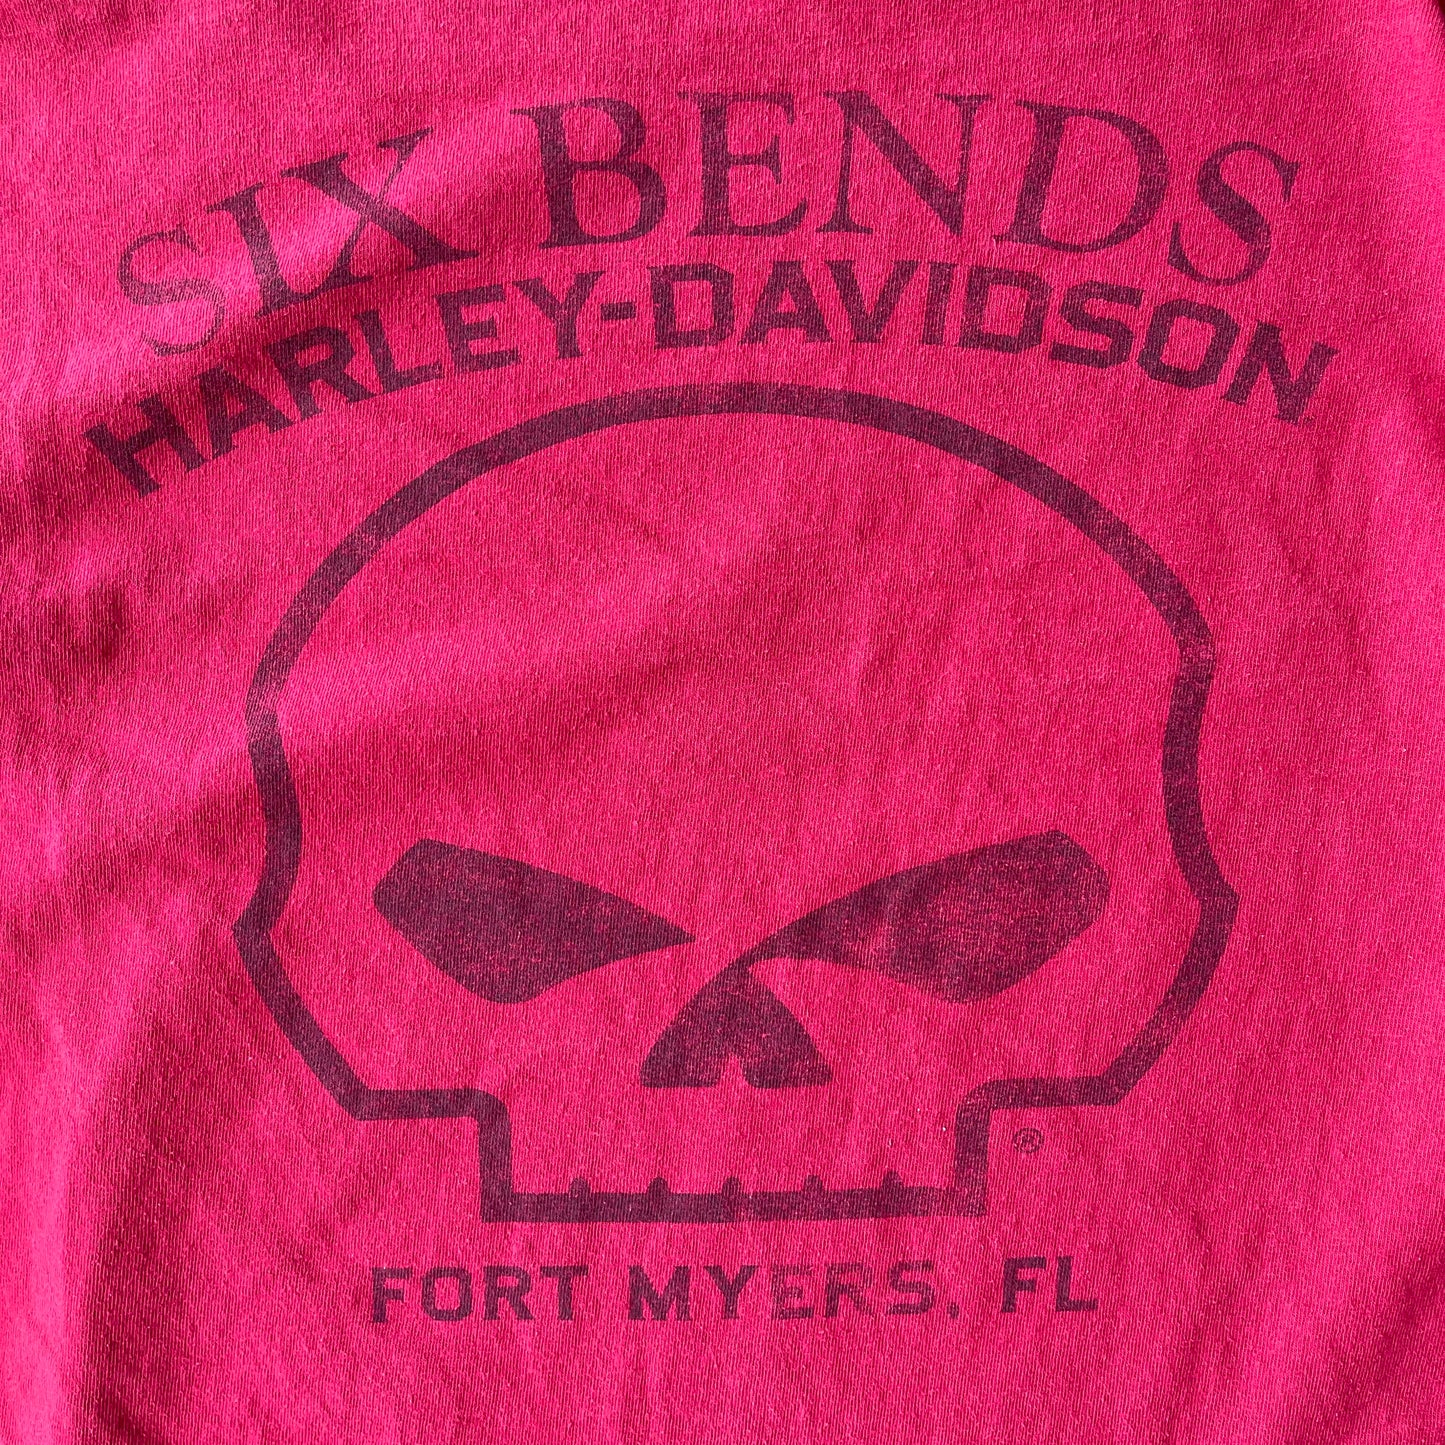 SIX BENDS
HARLEY-DAVIDSON
®
FORT MYERS, FL